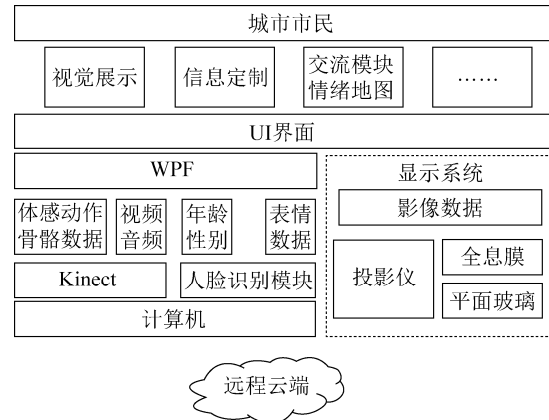 城市市民
视觉展示
信息定制
交流模块
情绪地图
……
UI界面
WPF
体感动作
骨骼数据
视频
音频
年龄
性别
表情
数据
Kinect
人脸识别模块
计算机
显示系统
影像数据
投影仪
全息膜
平面玻璃
远程云端